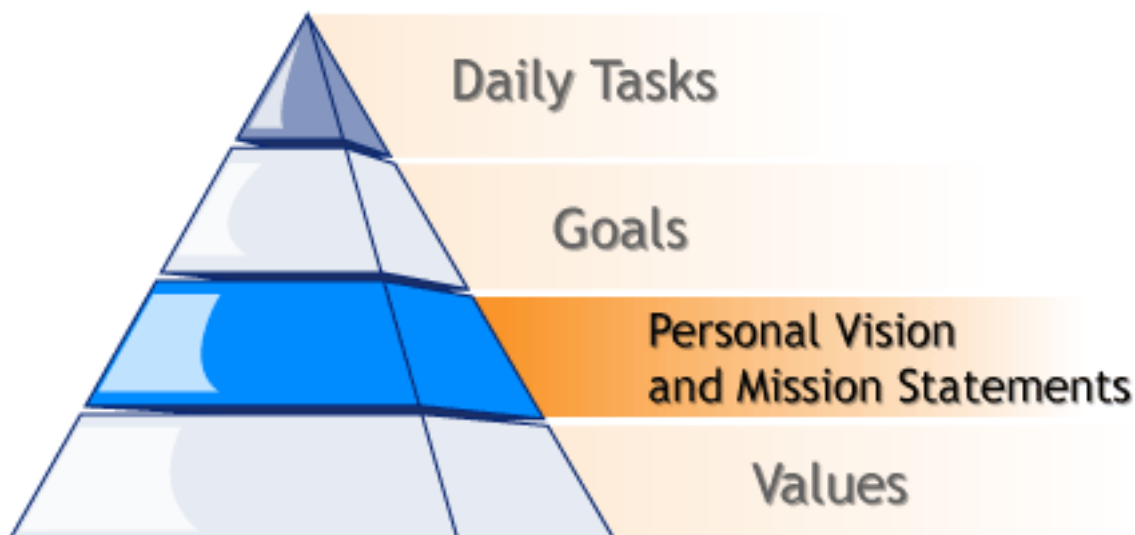 Daily Tasks
Goals
Personal Vision
and Mission Statements
Values